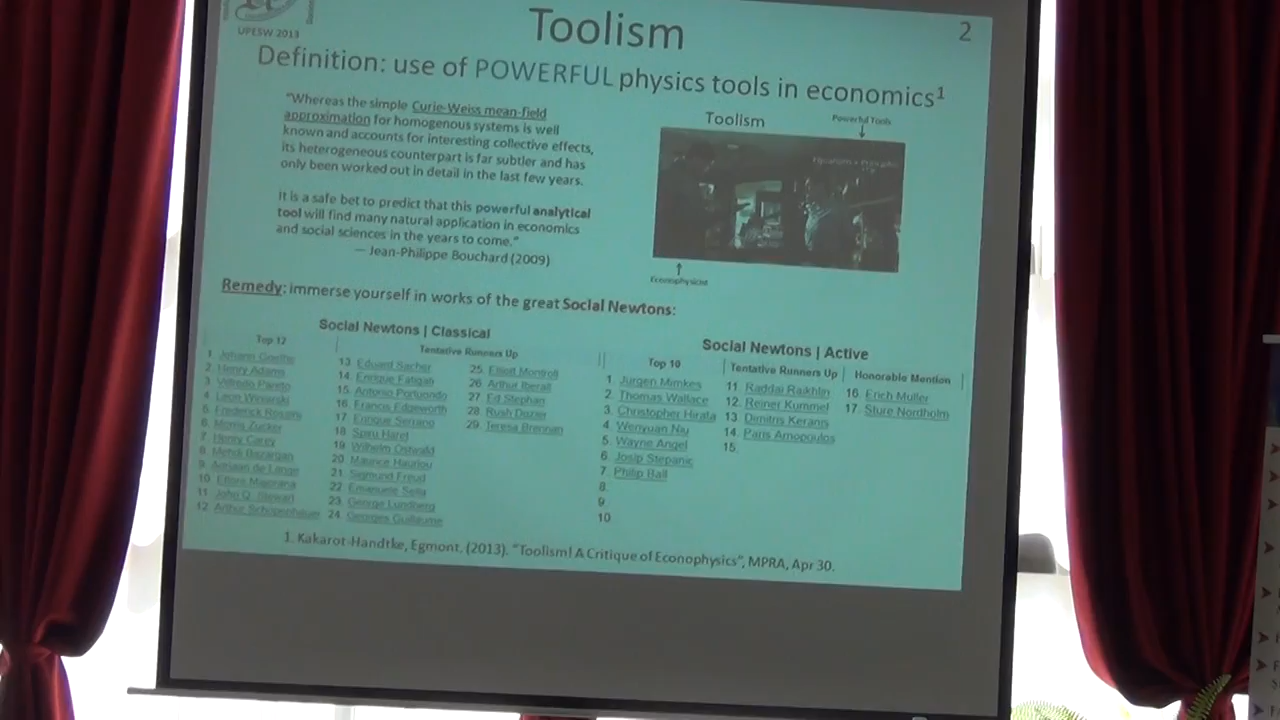 UPESW 2013
Toolism
2
Definition: use of POWERFUL physics tools in economics¹
"Whereas the simple Curie-Weiss mean-field
approximation for homogenous systems is well
known and accounts for interesting collective effects,
its heterogeneous counterpart is far subtler and has
only been worked out in detail in the last few years.
It is a safe bet to predict that this powerful analytical
tool will find many natural application in economics
and social sciences in the years to come."
— Jean-Philippe Bouchard (2009)
Toolism
Powerful Tools
Econophysicist
Remedy: immerse yourself in works of the great Social Newtons:
Social Newtons | Classical
Top 12
1. Johann Goethe
2. Henry Adams
3. Vilfredo Pareto
4. Leon Winiarski
5. Frederick Rossini
6. Morris Zucker
7. Henry Carey
8. Mehdi Bazargan
9. Adriaan de Lange
10. Ettore Majorana
11. John Q. Stewart
12. Arthur Schopenhauer
Tentative Runners Up
13. Eduard Sacher
14. Enrique Fatigati
15. Antonio Portuondo
16. Francis Edgeworth
17. Enrique Serrano
18. Spiru Haret
19. Wilhelm Ostwald
20. Maurice Hauriou
21. Sigmund Freud
22. Emanuele Sella
23. George Lundberg
24. Georges Guillaume
25. Elliott Montroll
26. Arthur Iberall
27. Ed Stephan
28. Rush Dozier
29. Teresa Brennan
Social Newtons | Active
Top 10
1. Jurgen Mimkes
2. Thomas Wallace
3. Christopher Hirata
4. Wenyuan Niu
5. Wayne Angel
6. Josip Stepanic
7. Philip Ball
8.
9.
10
Tentative Runners Up
11. Raddai Raikhlin
12. Reiner Kummel
13. Dimitris Kerann
14. Paris Arnopoulos
15.
Honorable Mention
16. Erich Muller
17. Sture Nordholm
1. Kakarot-Handtke, Egmont. (2013). "Toolism! A Critique of Econophysics", MPRA, Apr 30.